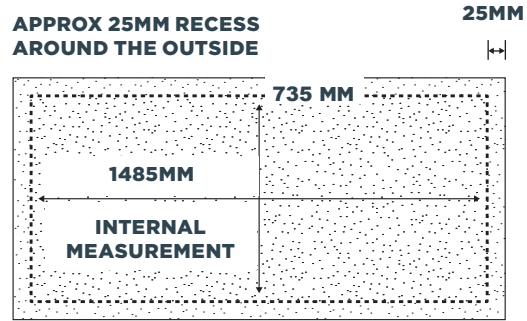 APPROX 25MM RECESS
AROUND THE OUTSIDE
25MM
735 MM
1485MM
INTERNAL
MEASUREMENT